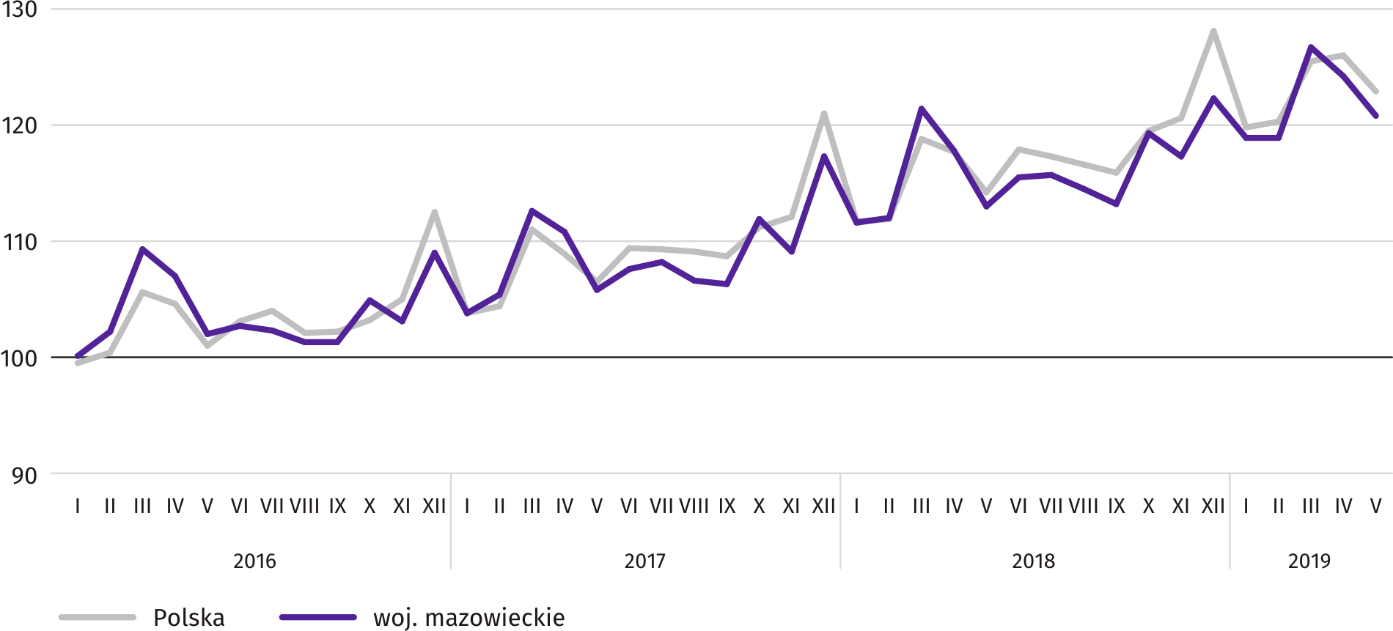 130
120
110
100
90
I II III IV V VI VII VIII IX X XI XII I II III IV V VI VII VIII IX X XI XII I II III IV V VI VII VIII IX X XI XII I II III IV V
2016 2017 2018 2019
Polska woj. mazowieckie